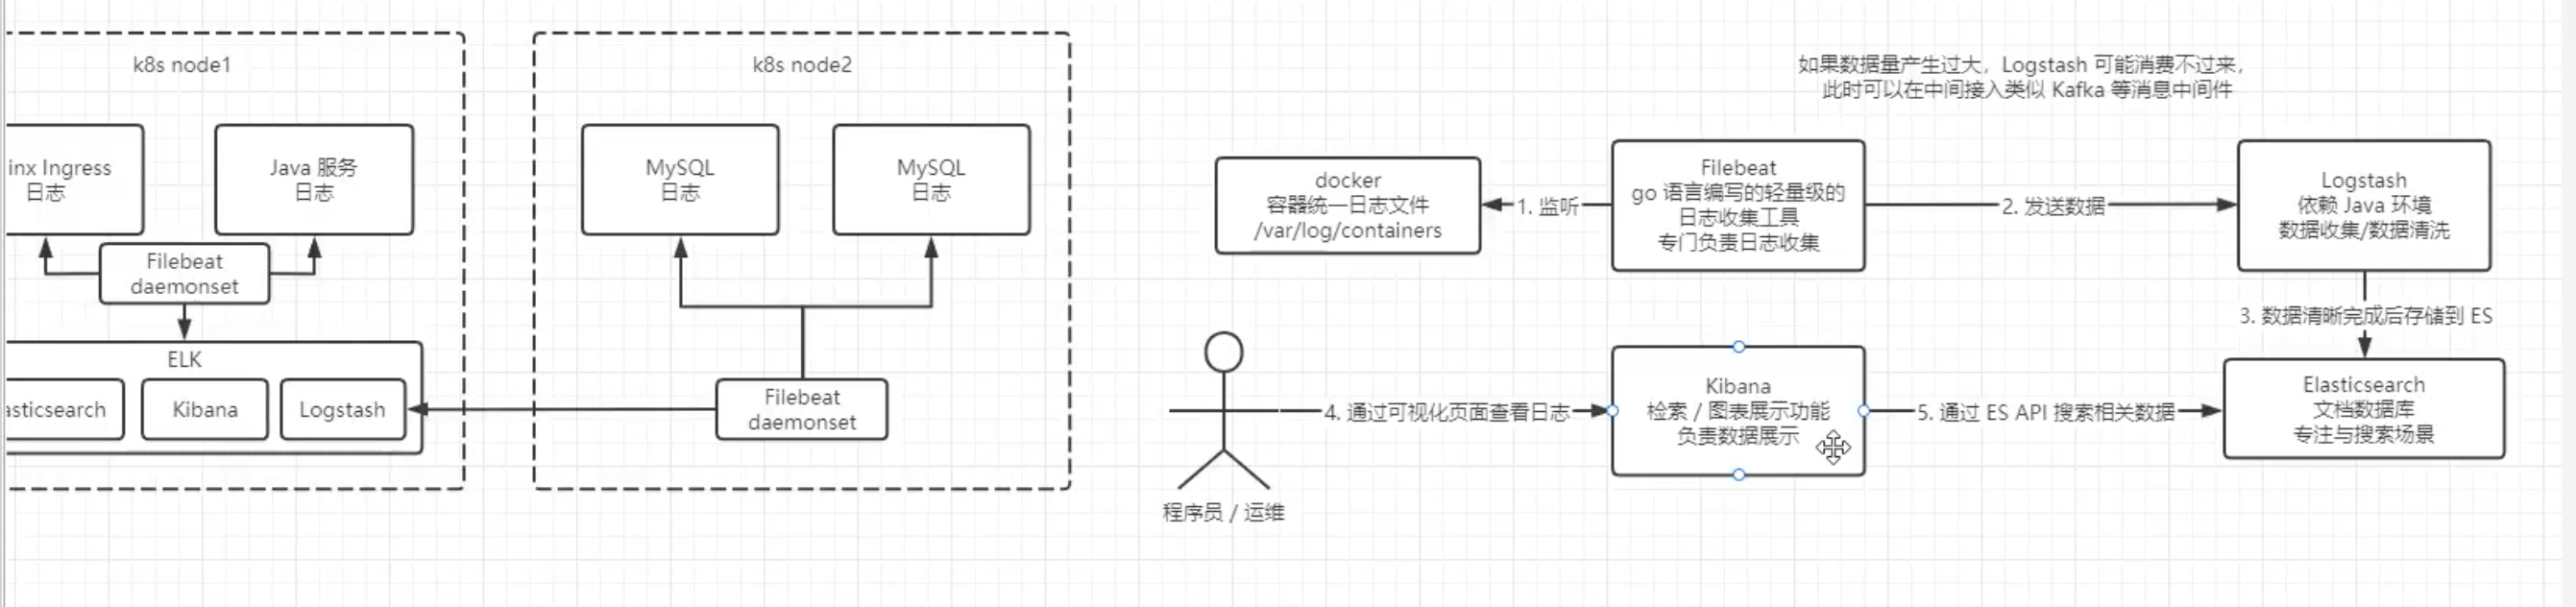 k8s node1
inx Ingress
日志
Java 服务
日志
Filebeat
daemonset
ELK
asticsearch
Kibana
Logstash
k8s node2
MySQL
日志
MySQL
日志
Filebeat
daemonset
如果数据量产生过大，Logstash 可能消费不过来，
此时可以在中间接入类似 Kafka 等消息中间件
docker
容器统一日志文件
/var/log/containers
1. 监听
Filebeat
go 语言编写的轻量级的
日志收集工具
专门负责日志收集
2. 发送数据
Logstash
依赖 Java 环境
数据收集/数据清洗
3. 数据清晰完成后存储到 ES
程序员 / 运维
4. 通过可视化页面查看日志
Kibana
检索 / 图表展示功能
负责数据展示
5. 通过 ES API 搜索相关数据
Elasticsearch
文档数据库
专注与搜索场景